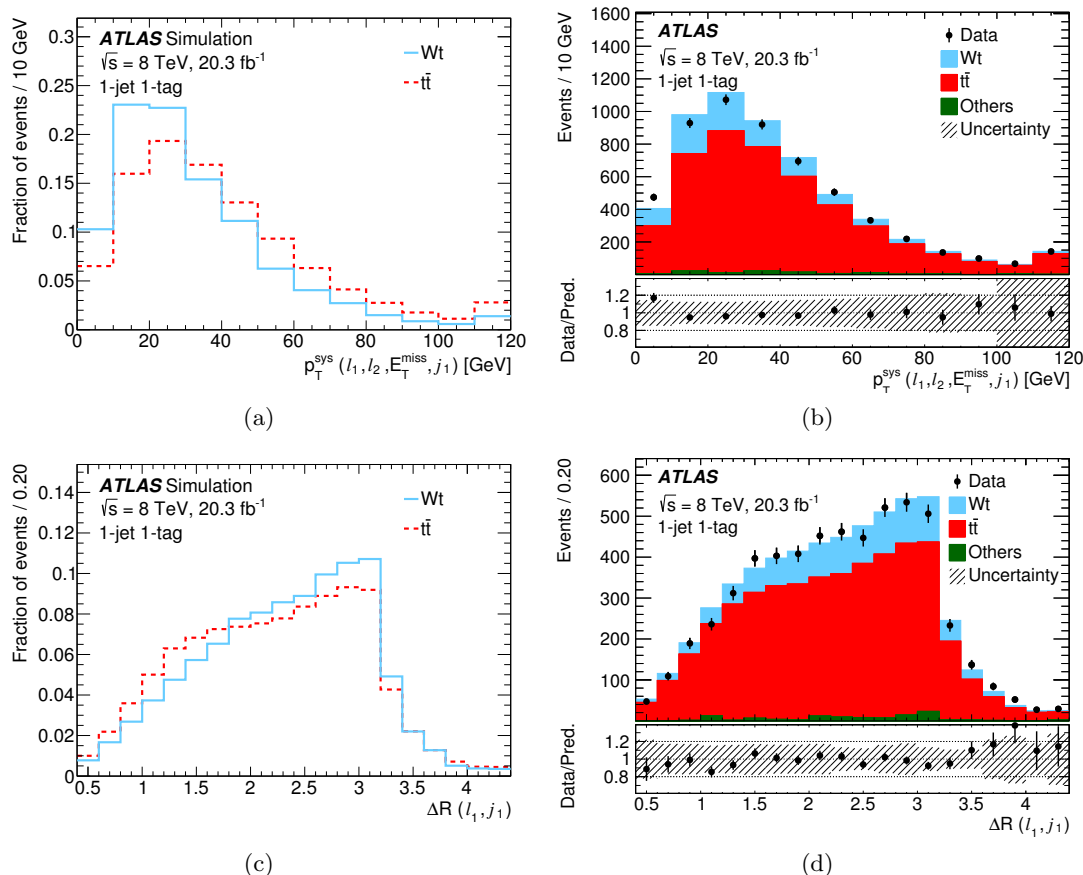 ATLAS Simulation
√s = 8 TeV, 20.3 fb⁻¹
1-jet 1-tag
Wt
tt̄
Fraction of events / 10 GeV
0.3
0.25
0.2
0.15
0.1
0.05
0
0 20 40 60 80 100 120
p_T^sys (l₁, l₂, E_T^miss, j₁) [GeV]
(a)
ATLAS
√s = 8 TeV, 20.3 fb⁻¹
1-jet 1-tag
Data
Wt
tt̄
Others
Uncertainty
Events / 10 GeV
1600
1400
1200
1000
800
600
400
200
Data/Pred.
1.2
1
0.8
0 20 40 60 80 100 120
p_T^sys (l₁, l₂, E_T^miss, j₁) [GeV]
(b)
ATLAS Simulation
√s = 8 TeV, 20.3 fb⁻¹
1-jet 1-tag
Wt
tt̄
Fraction of events / 0.20
0.14
0.12
0.1
0.08
0.06
0.04
0.02
0
0.5 1 1.5 2 2.5 3 3.5 4
ΔR (l₁, j₁)
(c)
ATLAS
√s = 8 TeV, 20.3 fb⁻¹
1-jet 1-tag
Data
Wt
tt̄
Others
Uncertainty
Events / 0.20
600
500
400
300
200
100
Data/Pred.
1.2
1
0.8
0.5 1 1.5 2 2.5 3 3.5 4
ΔR (l₁, j₁)
(d)